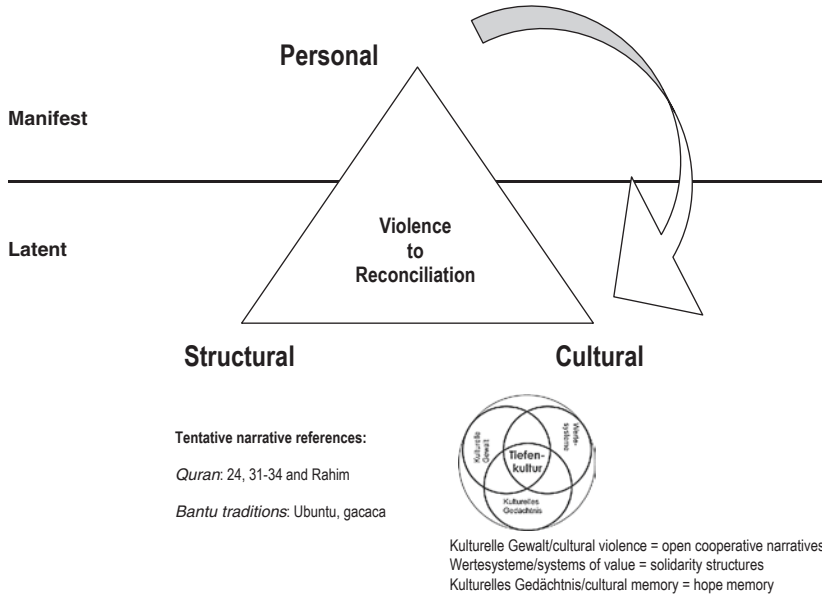 Personal
Manifest
Latent
Violence
to
Reconciliation
Structural
Cultural
Tentative narrative references:
Quran: 24, 31-34 and Rahim
Bantu traditions: Ubuntu, gacaca
Kulturelle
Gewalt
Werte-
systeme
Tiefen-
kultur
Kulturelles
Gedächtnis
Kulturelle Gewalt/cultural violence = open cooperative narratives
Wertesysteme/systems of value = solidarity structures
Kulturelles Gedächtnis/cultural memory = hope memory